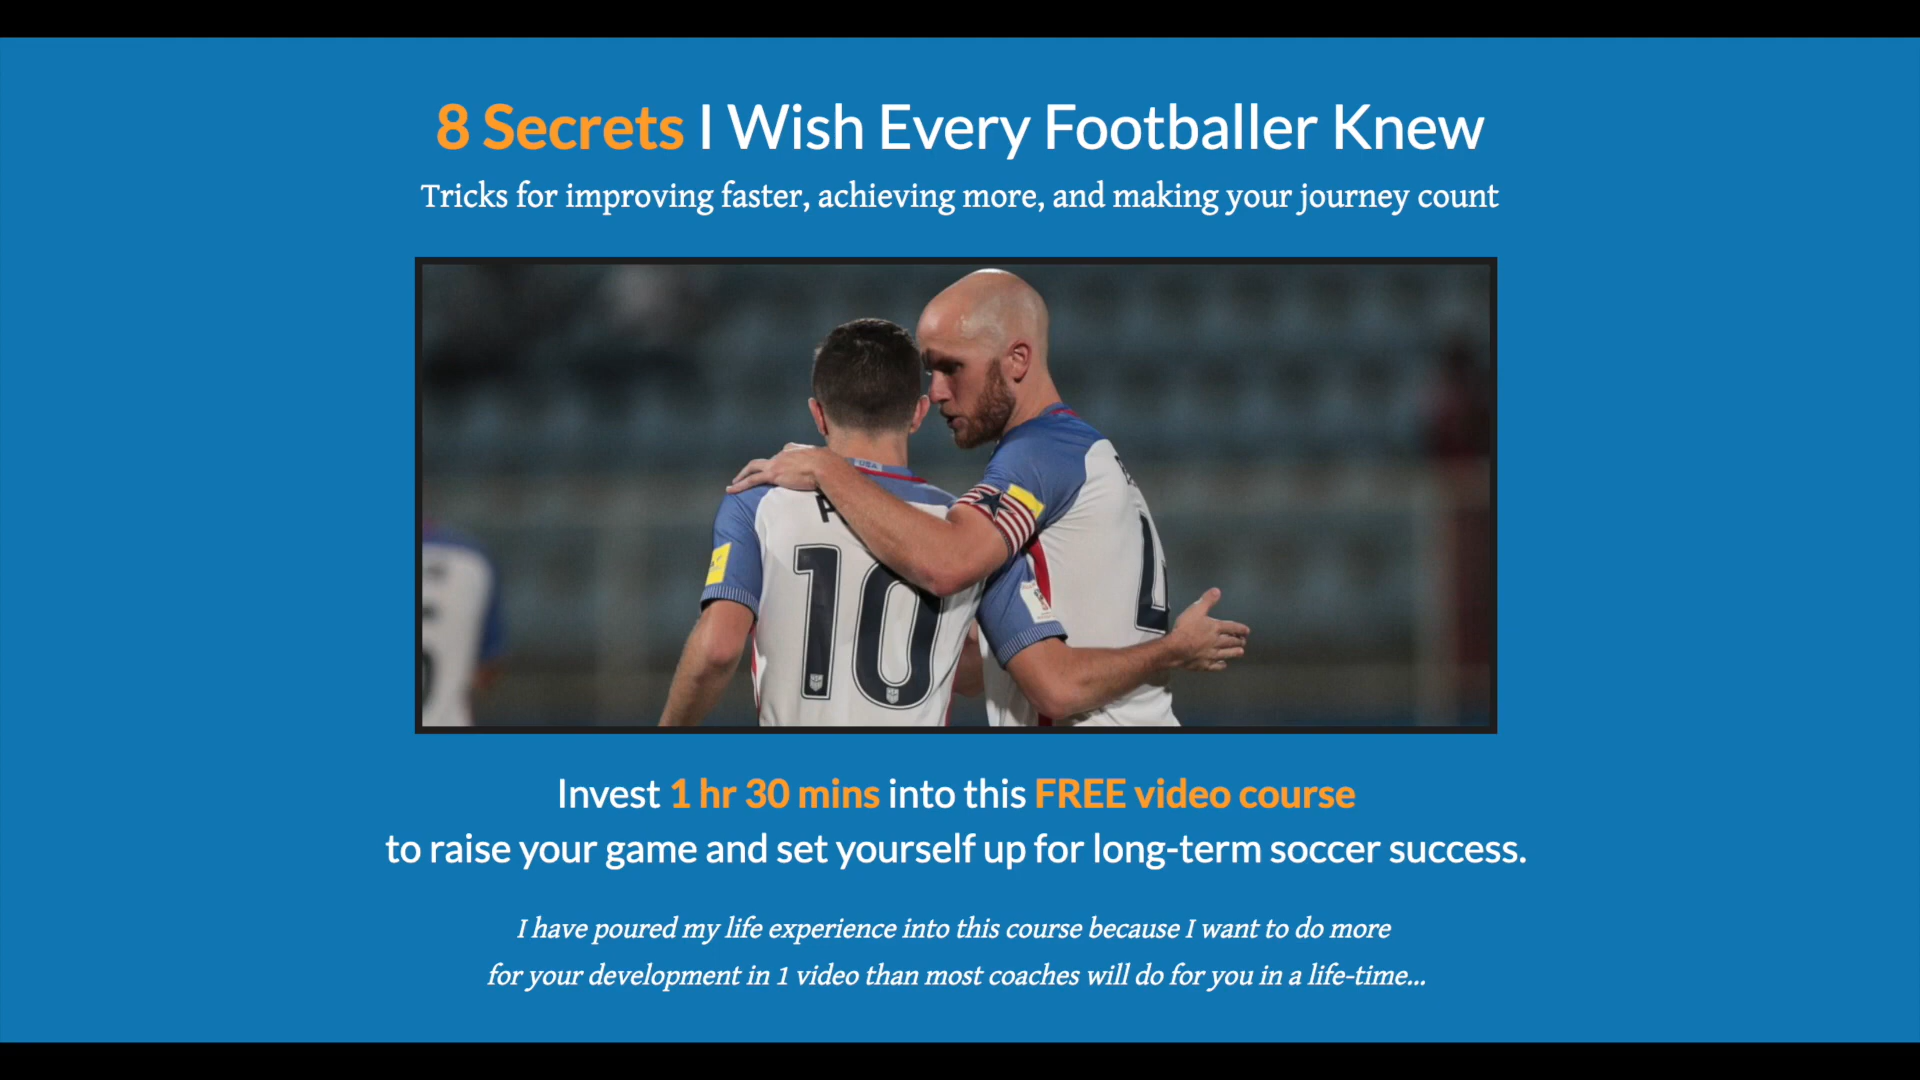 8 Secrets I Wish Every Footballer Knew
Tricks for improving faster, achieving more, and making your journey count
USA
10
4
Invest 1 hr 30 mins into this FREE video course
to raise your game and set yourself up for long-term soccer success.
I have poured my life experience into this course because I want to do more
for your development in 1 video than most coaches will do for you in a life-time...